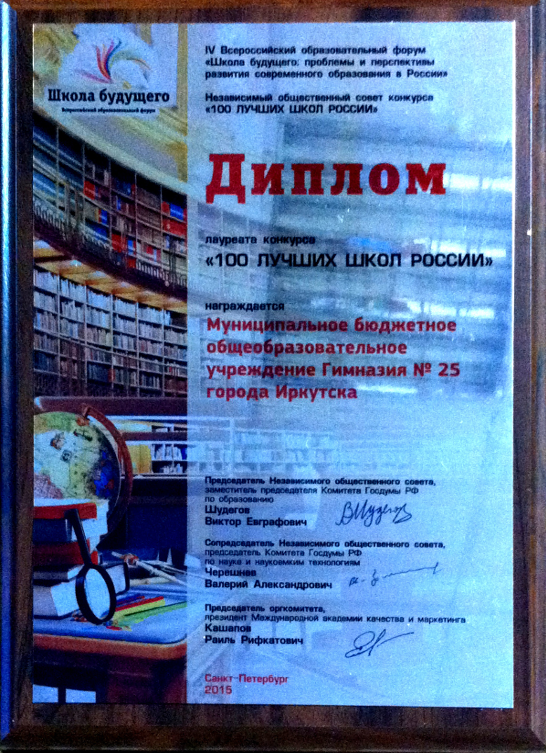 Школа будущего
Всероссийский образовательный форум
IV Всероссийский образовательный форум
«Школа будущего: проблемы и перспективы
развития современного образования в России»
Независимый общественный совет конкурса
«100 ЛУЧШИХ ШКОЛ РОССИИ»
Диплом
лауреата конкурса
«100 ЛУЧШИХ ШКОЛ РОССИИ»
награждается
Муниципальное бюджетное
общеобразовательное
учреждение Гимназия № 25
города Иркутска
Председатель Независимого общественного совета,
заместитель председателя Комитета Госдумы РФ
по образованию
Шудегов
Виктор Евграфович
Сопредседатель Независимого общественного совета,
председатель Комитета Госдумы РФ
по науке и наукоемким технологиям
Черешнев
Валерий Александрович
Председатель оргкомитета,
президент Международной академии качества и маркетинга
Кашапов
Раиль Рифкатович
Санкт-Петербург
2015